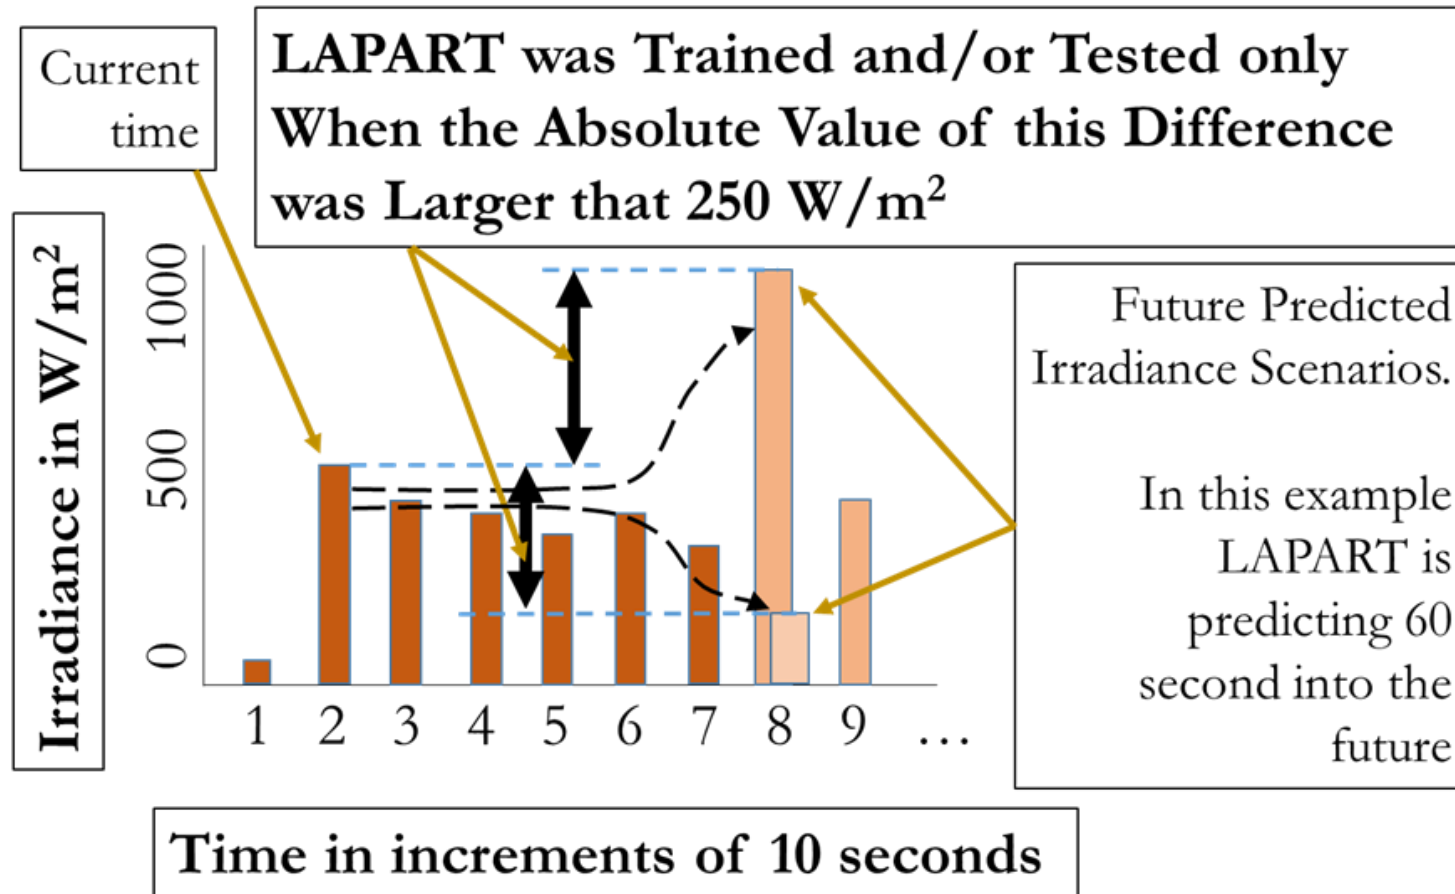 Current
time
LAPART was Trained and/or Tested only
When the Absolute Value of this Difference
was Larger that 250 W/m²
Irradiance in W/m²
1000
500
0
Future Predicted
Irradiance Scenarios.
In this example
LAPART is
predicting 60
second into the
future
1 2 3 4 5 6 7 8 9 …
Time in increments of 10 seconds